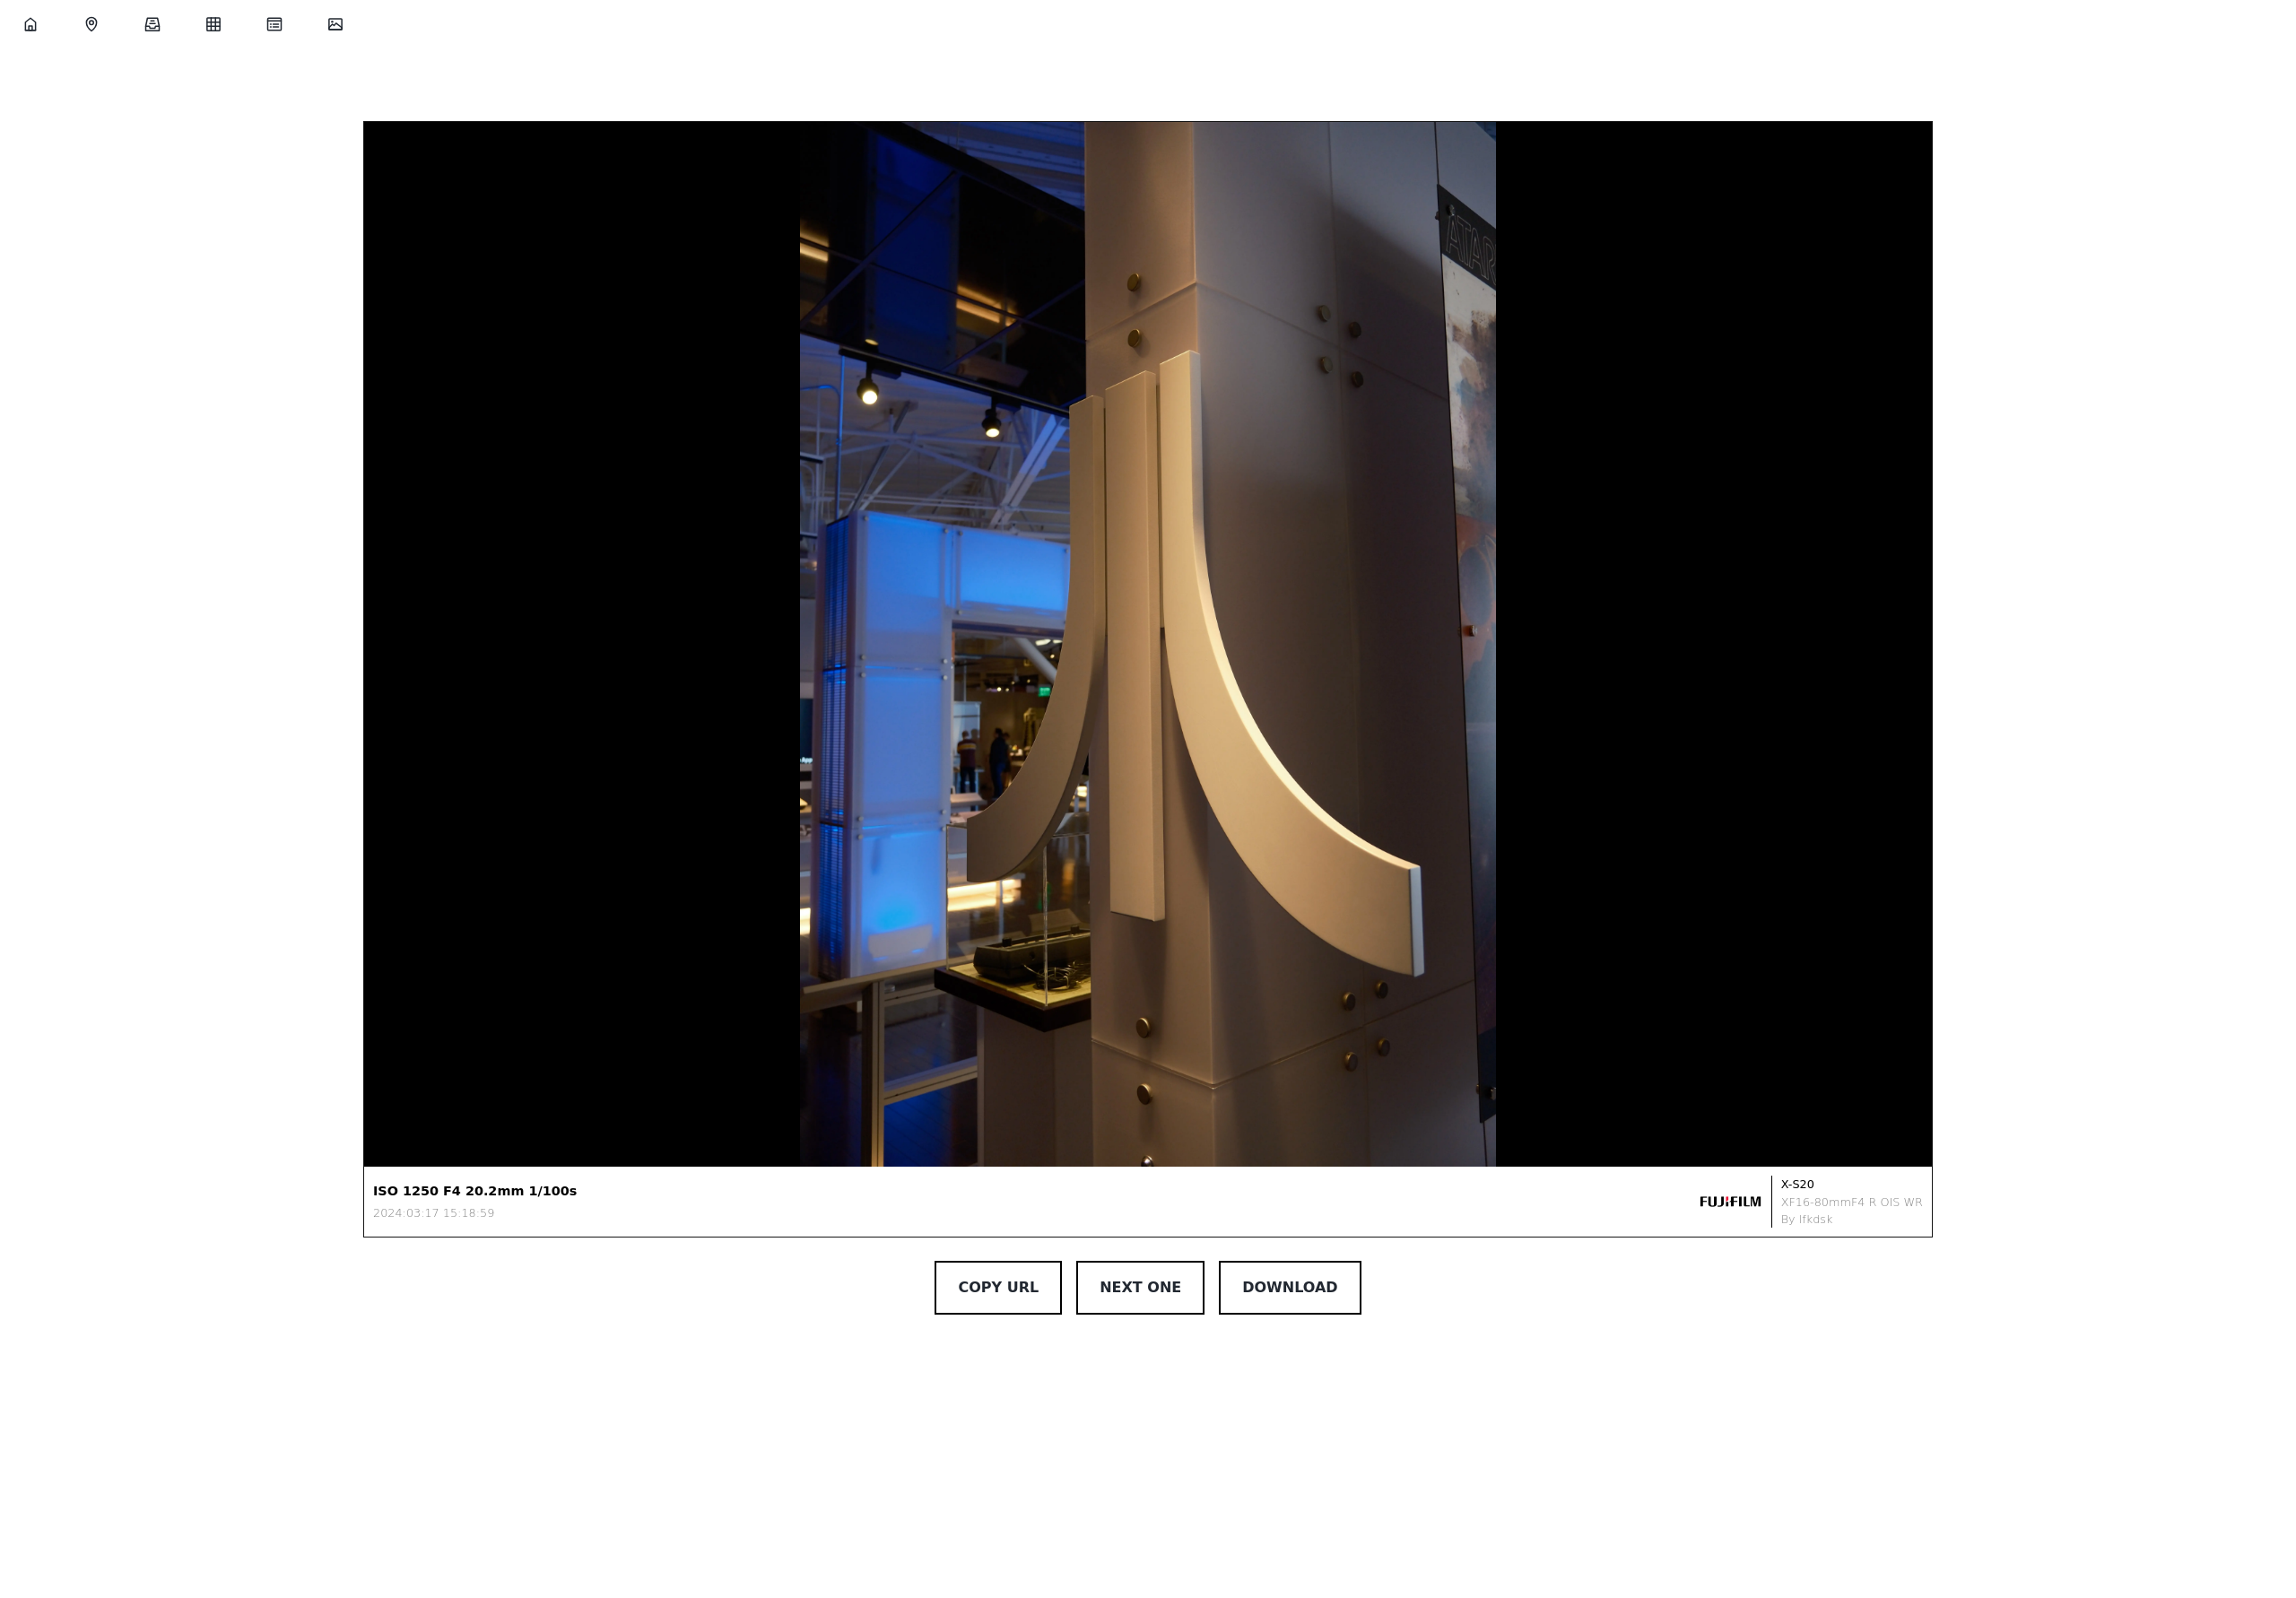 ATAR
ISO 1250 F4 20.2mm 1/100s
2024:03:17 15:18:59
FUJIFILM
X-S20
XF16-80mmF4 R OIS WR
By lfkdsk
COPY URL
NEXT ONE
DOWNLOAD